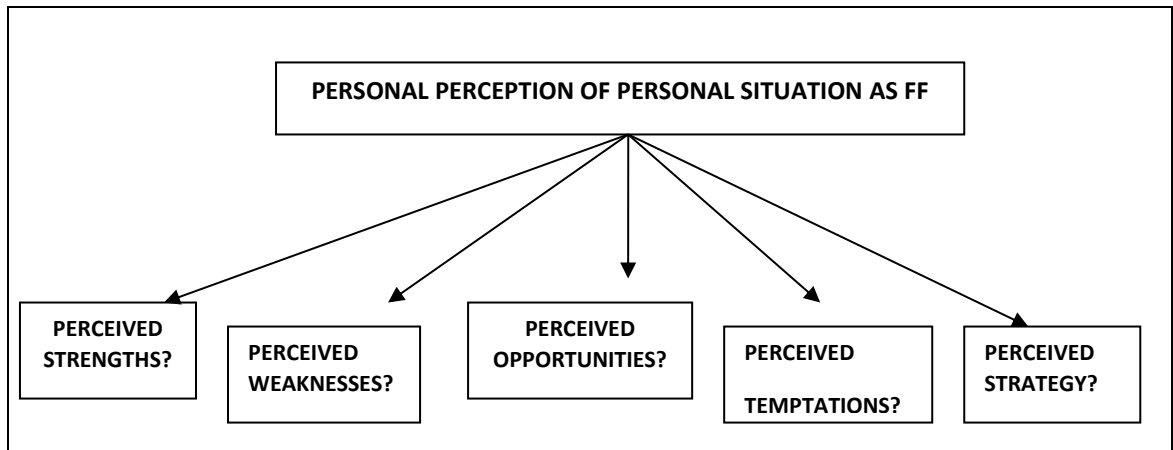 PERSONAL PERCEPTION OF PERSONAL SITUATION AS FF
PERCEIVED
STRENGTHS?
PERCEIVED
WEAKNESSES?
PERCEIVED
OPPORTUNITIES?
PERCEIVED
TEMPTATIONS?
PERCEIVED
STRATEGY?